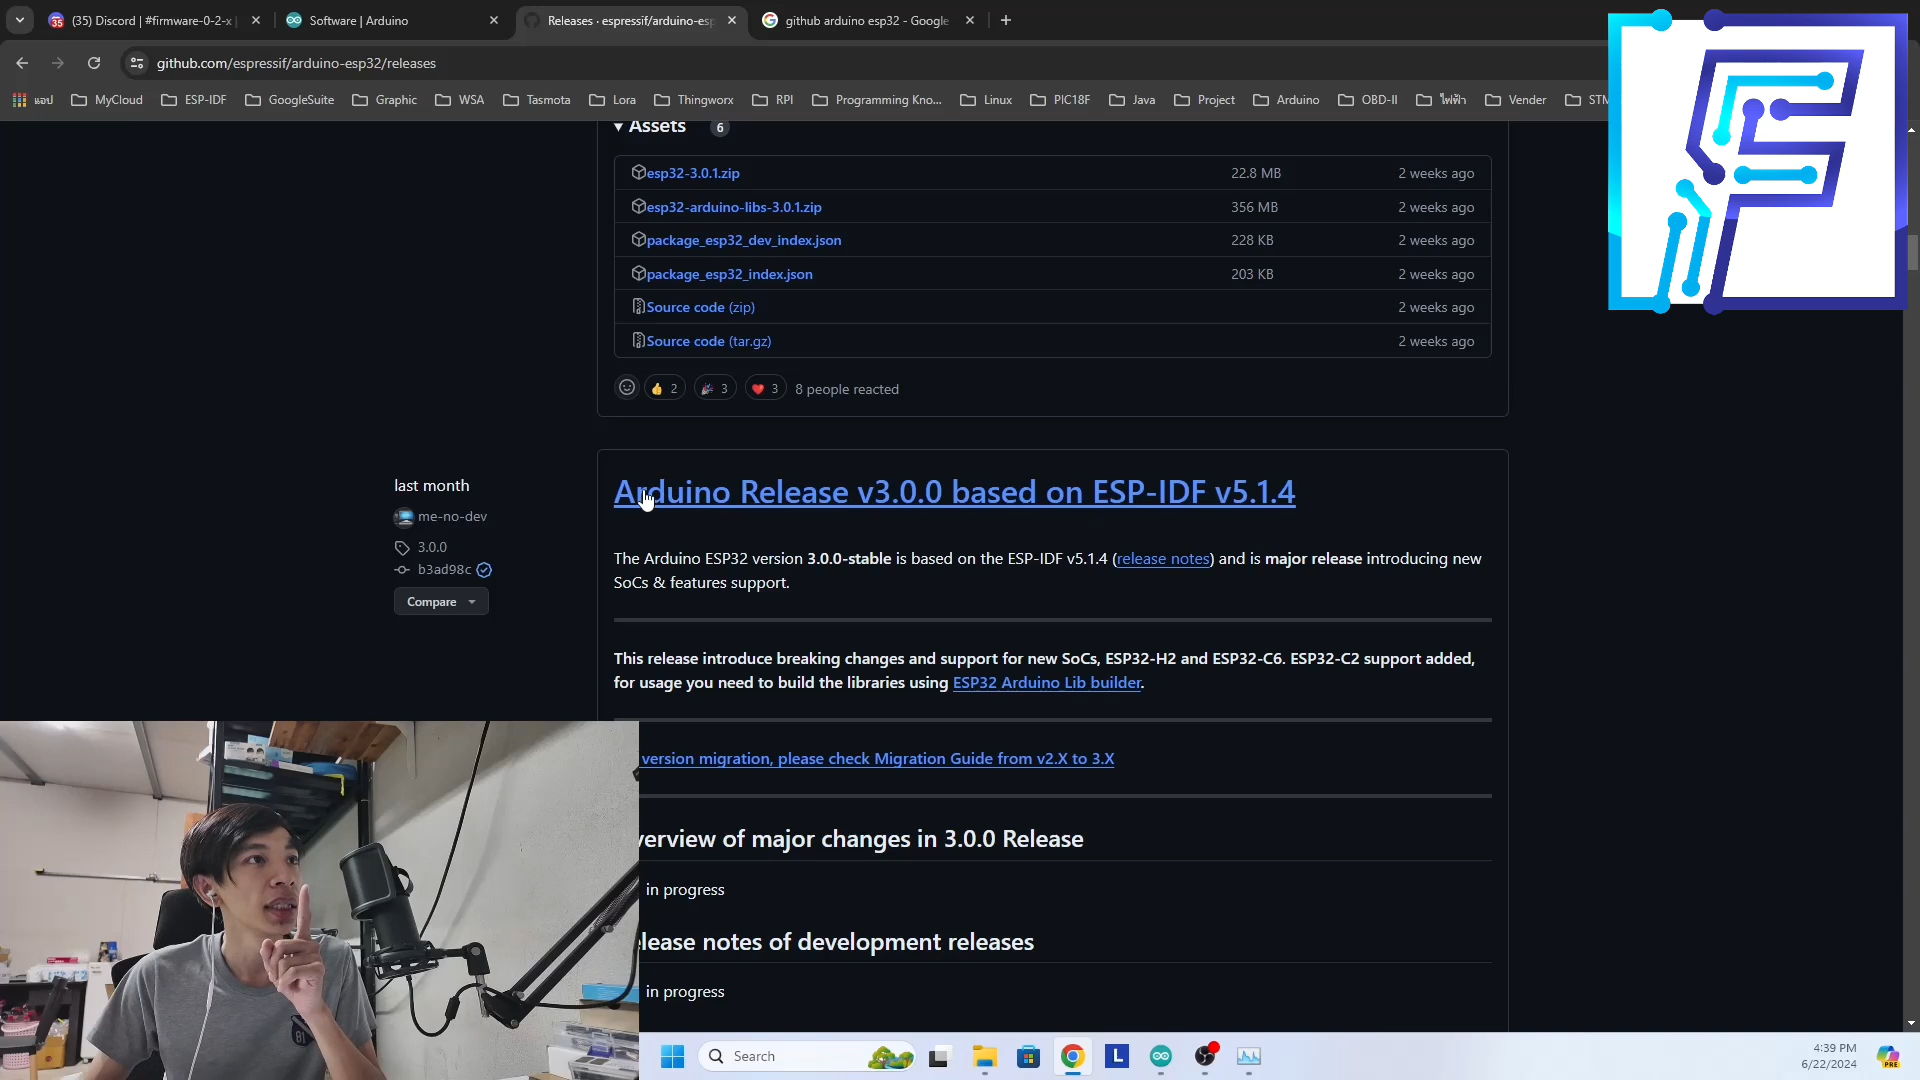 (35) Discord | #firmware-0-2-x |
Software | Arduino
Releases · espressif/arduino-esp
github arduino esp32 - Google
github.com/espressif/arduino-esp32/releases
แอป
MyCloud
ESP-IDF
GoogleSuite
Graphic
WSA
Tasmota
Lora
Thingworx
RPI
Programming Kno...
Linux
PIC18F
Java
Project
Arduino
OBD-II
ไฟฟ้า
Vender
STM
Assets 6
esp32-3.0.1.zip 22.8 MB 2 weeks ago
esp32-arduino-libs-3.0.1.zip 356 MB 2 weeks ago
package_esp32_dev_index.json 228 KB 2 weeks ago
package_esp32_index.json 203 KB 2 weeks ago
Source code (zip) 2 weeks ago
Source code (tar.gz) 2 weeks ago
👍 2 🎉 3 ❤️ 3 8 people reacted
last month
me-no-dev
3.0.0
b3ad98c
Compare
Arduino Release v3.0.0 based on ESP-IDF v5.1.4
The Arduino ESP32 version 3.0.0-stable is based on the ESP-IDF v5.1.4 (release notes) and is major release introducing new
SoCs & features support.
This release introduce breaking changes and support for new SoCs, ESP32-H2 and ESP32-C6. ESP32-C2 support added,
for usage you need to build the libraries using ESP32 Arduino Lib builder.
version migration, please check Migration Guide from v2.X to 3.X
verview of major changes in 3.0.0 Release
in progress
elease notes of development releases
in progress
Search
L
4:39 PM
6/22/2024
PRE